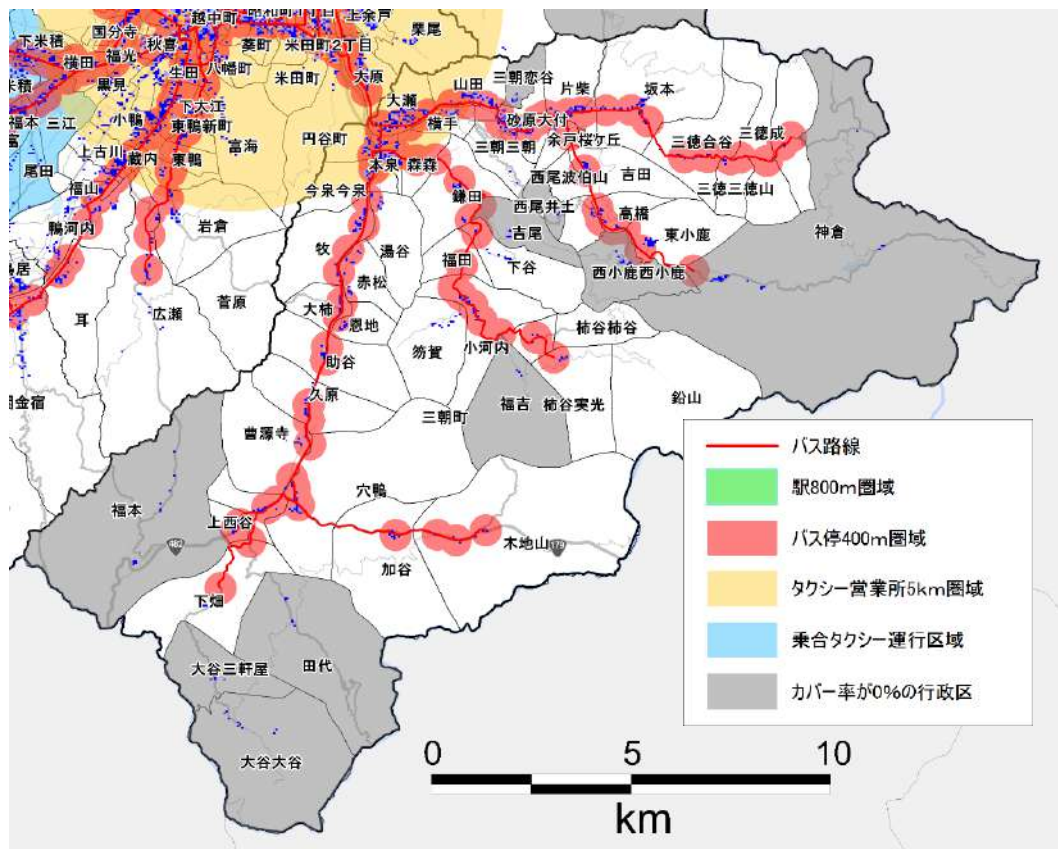 国分寺
越中町
昭和町1丁目
上余戸
下米積
福光
秋喜
葵町
米田町2丁目
栗尾
横田
黒見
生田
八幡町
米田町
大原
山田
三朝恋谷
片柴
坂本
米積
下大江
大瀬
福本
三江
小鴨
東鴨新町
円谷町
横手
砂原大付
富海
三朝三朝
余戸桜ケ丘
三徳合谷
三徳成
上古川
蔵内
東鴨
本泉
森森
尾田
福山
今泉今泉
鎌田
西尾波伯山
吉田
三徳三徳山
岩倉
西尾井土
高橋
鴨河内
牧
湯谷
吉尾
東小鹿
神倉
福田
下谷
西小鹿西小鹿
赤松
菅原
大柿
耳
広瀬
恩地
柿谷柿谷
助谷
笏賀
小河内
久原
福吉
柿谷実光
鉛山
三朝町
曹源寺
バス路線
駅800m圏域
バス停400m圏域
タクシー営業所5km圏域
乗合タクシー運行区域
カバー率が0%の行政区
穴鴨
福本
上西谷
482
木地山
179
加谷
下畑
大谷三軒屋
田代
大谷大谷
0
5
10
km